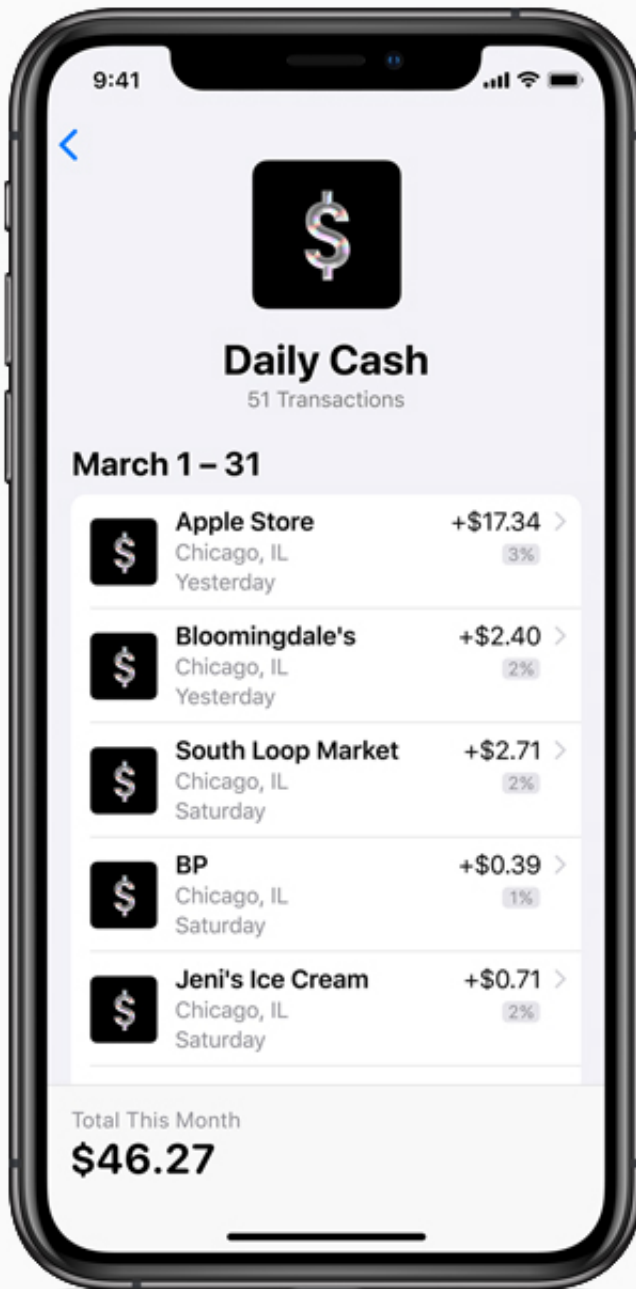 9:41
$
Daily Cash
51 Transactions
March 1 – 31
$
Apple Store
+$17.34
Chicago, IL
3%
Yesterday
$
Bloomingdale's
+$2.40
Chicago, IL
2%
Yesterday
$
South Loop Market
+$2.71
Chicago, IL
2%
Saturday
$
BP
+$0.39
Chicago, IL
1%
Saturday
$
Jeni's Ice Cream
+$0.71
Chicago, IL
2%
Saturday
Total This Month
$46.27